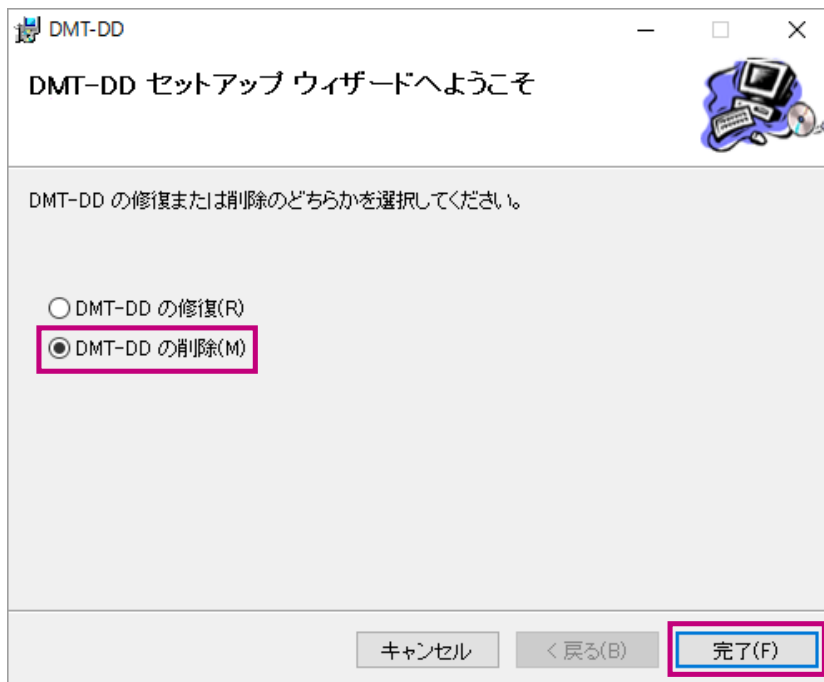 DMT-DD
DMT-DD セットアップ ウィザードへようこそ
DMT-DD の修復または削除のどちらかを選択してください。
DMT-DD の修復(R)
DMT-DD の削除(M)
キャンセル
< 戻る(B)
完了(F)